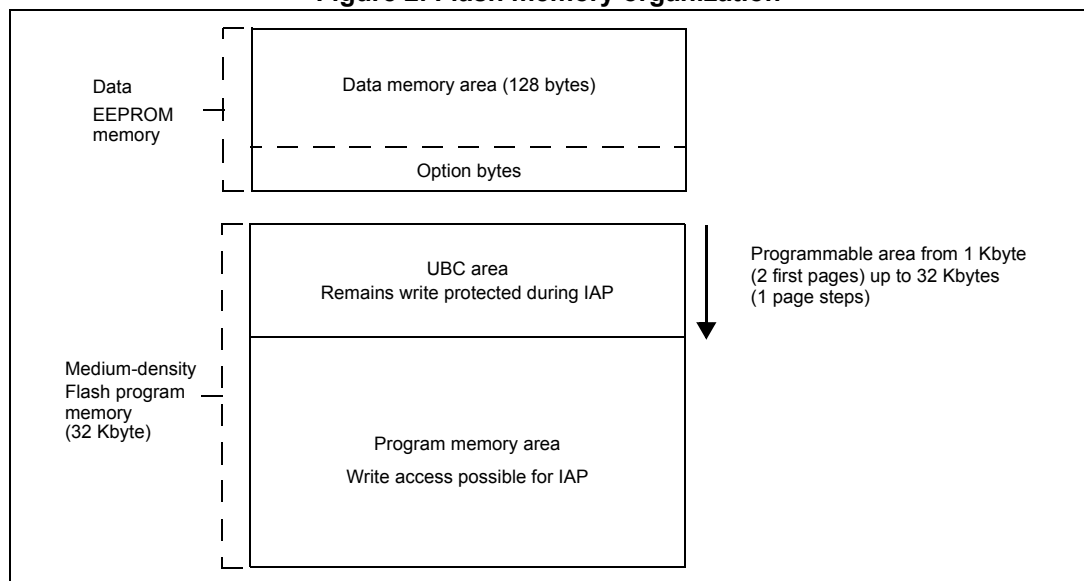 Figure 2. Flash memory organization
Data
EEPROM
memory
Data memory area (128 bytes)
Option bytes
UBC area
Remains write protected during IAP
Programmable area from 1 Kbyte
(2 first pages) up to 32 Kbytes
(1 page steps)
Medium-density
Flash program
memory
(32 Kbyte)
Program memory area
Write access possible for IAP